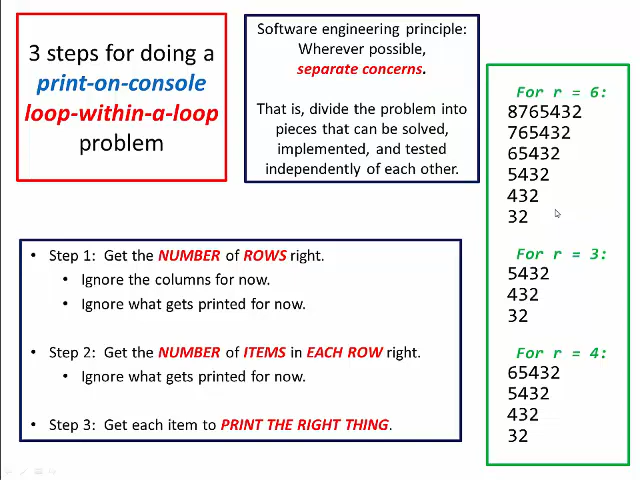 3 steps for doing a
print-on-console
loop-within-a-loop
problem
Software engineering principle:
Wherever possible,
separate concerns.
That is, divide the problem into
pieces that can be solved,
implemented, and tested
independently of each other.
• Step 1: Get the NUMBER of ROWS right.
• Ignore the columns for now.
• Ignore what gets printed for now.
• Step 2: Get the NUMBER of ITEMS in EACH ROW right.
• Ignore what gets printed for now.
• Step 3: Get each item to PRINT THE RIGHT THING.
For r = 6:
8765432
765432
65432
5432
432
32
For r = 3:
5432
432
32
For r = 4:
65432
5432
432
32